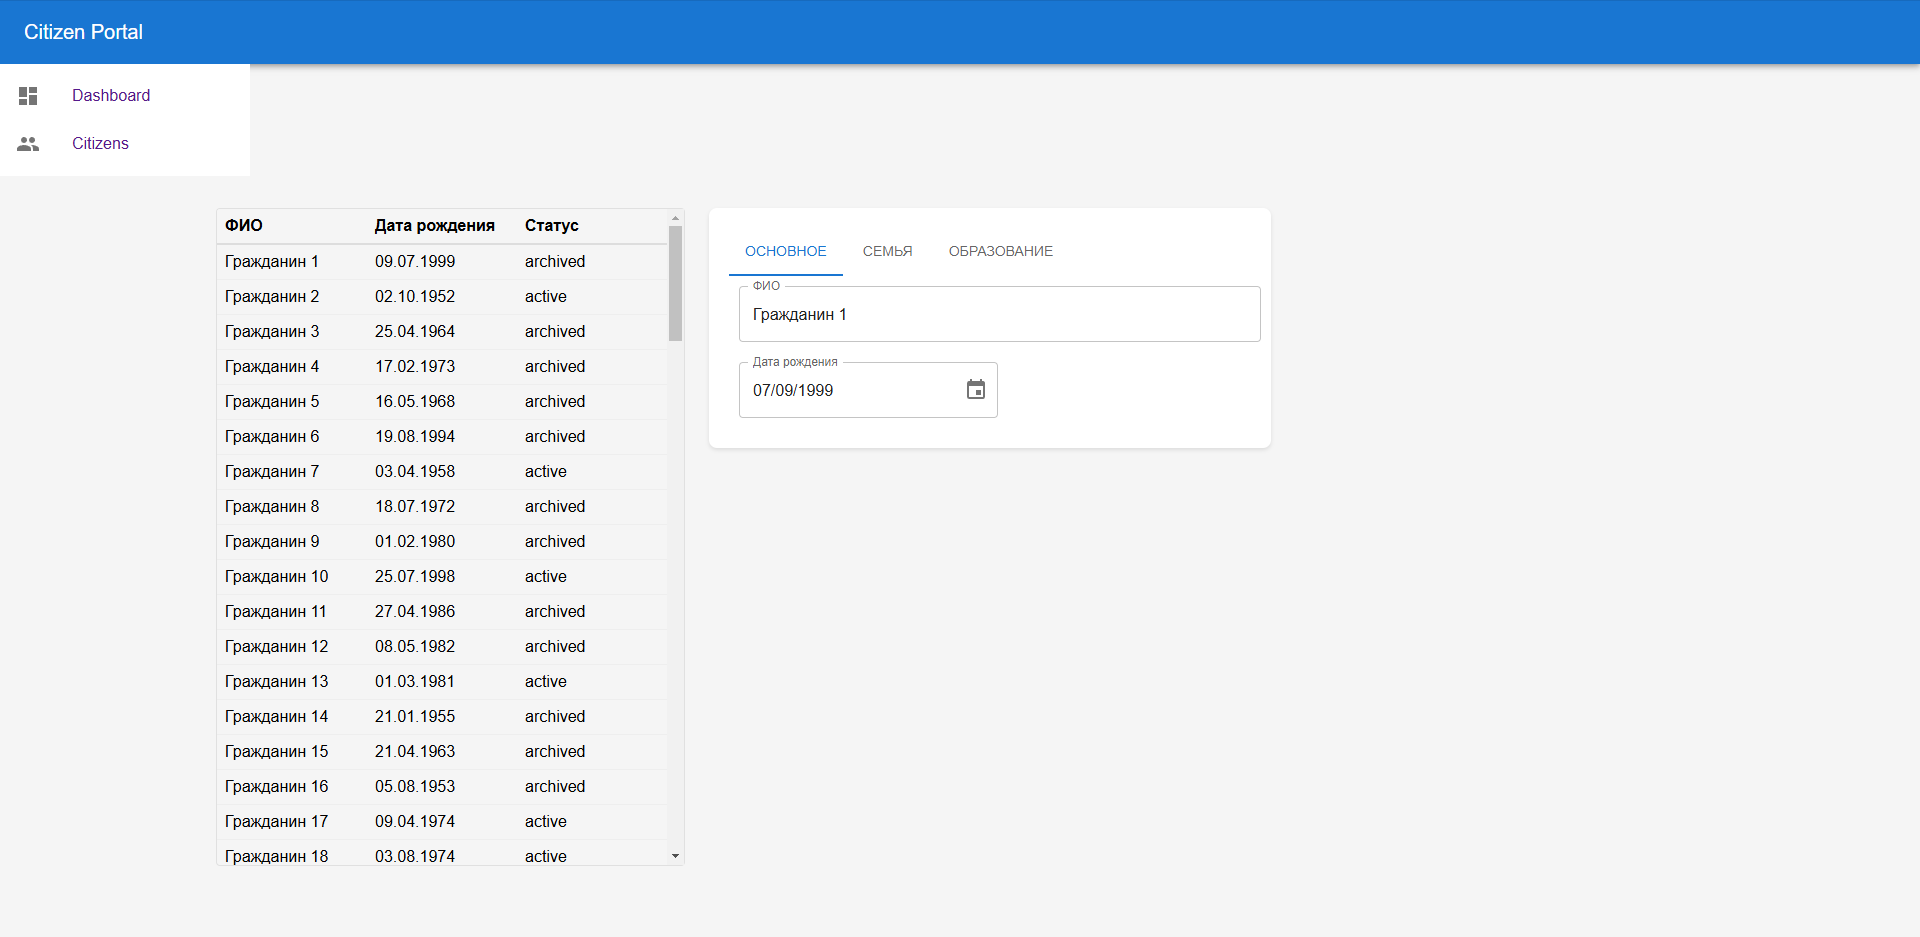 Citizen Portal
Dashboard
Citizens
ФИО Дата рождения Статус
Гражданин 1 09.07.1999 archived
Гражданин 2 02.10.1952 active
Гражданин 3 25.04.1964 archived
Гражданин 4 17.02.1973 archived
Гражданин 5 16.05.1968 archived
Гражданин 6 19.08.1994 archived
Гражданин 7 03.04.1958 active
Гражданин 8 18.07.1972 archived
Гражданин 9 01.02.1980 archived
Гражданин 10 25.07.1998 active
Гражданин 11 27.04.1986 archived
Гражданин 12 08.05.1982 archived
Гражданин 13 01.03.1981 active
Гражданин 14 21.01.1955 archived
Гражданин 15 21.04.1963 archived
Гражданин 16 05.08.1953 archived
Гражданин 17 09.04.1974 active
Гражданин 18 03.08.1974 active
ОСНОВНОЕ СЕМЬЯ ОБРАЗОВАНИЕ
ФИО
Гражданин 1
Дата рождения
07/09/1999